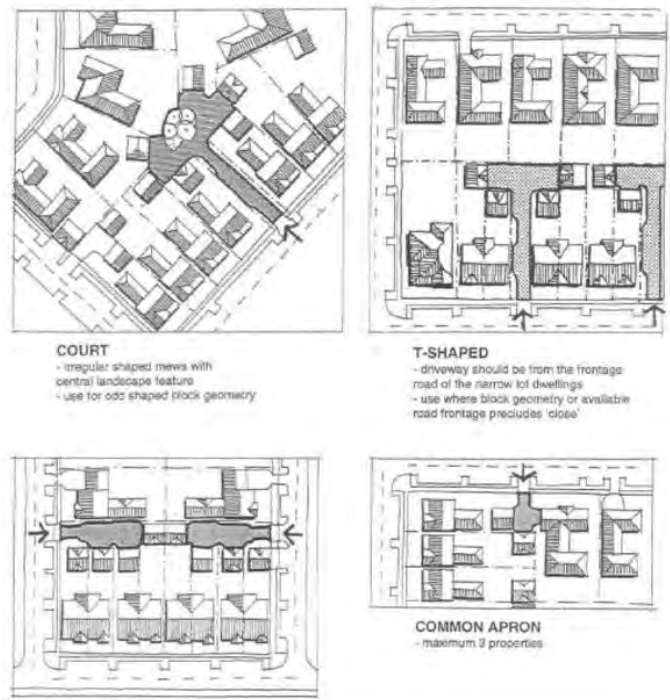 COURT
- irregular shaped mews with
central landscape feature
- use for odd shaped block geometry
T-SHAPED
- driveway should be from the frontage
road of the narrow lot dwellings
- use where block geometry or available
road frontage precludes 'close'
COMMON APRON
- maximum 3 properties